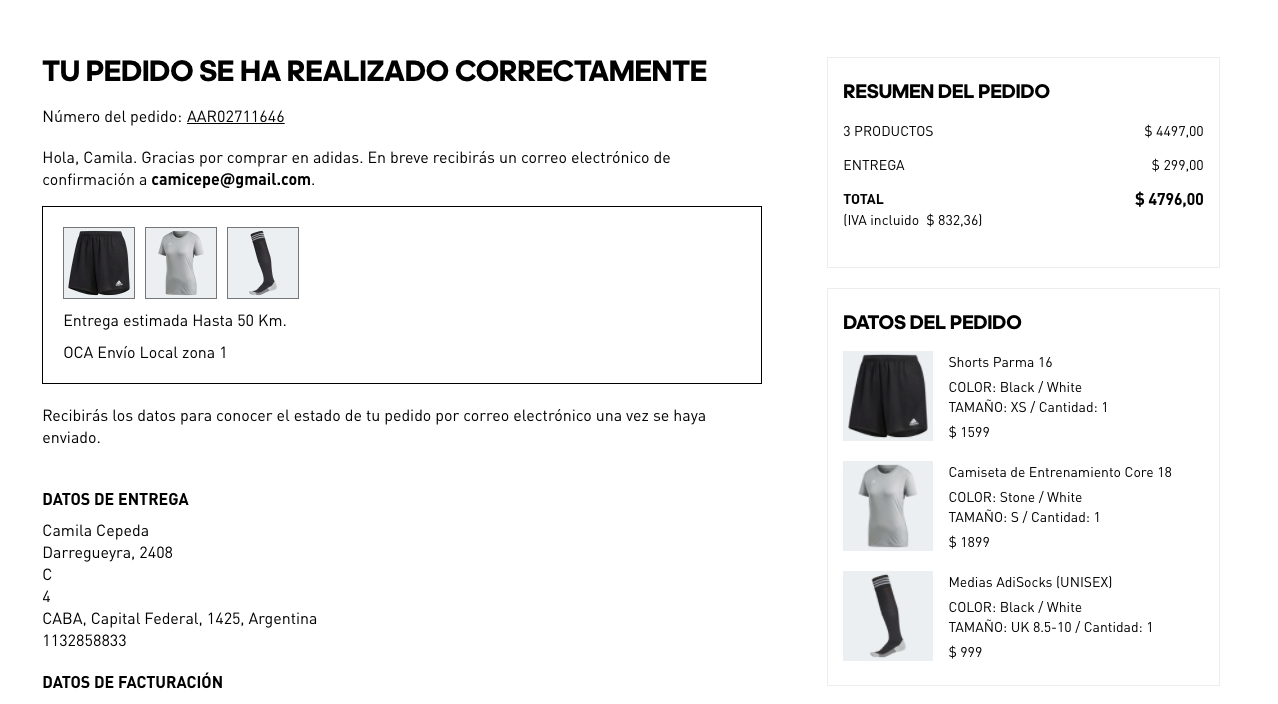 TU PEDIDO SE HA REALIZADO CORRECTAMENTE
Número del pedido: AAR02711646
Hola, Camila. Gracias por comprar en adidas. En breve recibirás un correo electrónico de
confirmación a camicepe@gmail.com.
Entrega estimada Hasta 50 Km.
OCA Envío Local zona 1
Recibirás los datos para conocer el estado de tu pedido por correo electrónico una vez se haya
enviado.
DATOS DE ENTREGA
Camila Cepeda
Darregueyra, 2408
C
4
CABA, Capital Federal, 1425, Argentina
1132858833
DATOS DE FACTURACIÓN
RESUMEN DEL PEDIDO
3 PRODUCTOS $ 4497,00
ENTREGA $ 299,00
TOTAL $ 4796,00
(IVA incluido $ 832,36)
DATOS DEL PEDIDO
Shorts Parma 16
COLOR: Black / White
TAMAÑO: XS / Cantidad: 1
$ 1599
Camiseta de Entrenamiento Core 18
COLOR: Stone / White
TAMAÑO: S / Cantidad: 1
$ 1899
Medias AdiSocks (UNISEX)
COLOR: Black / White
TAMAÑO: UK 8.5-10 / Cantidad: 1
$ 999